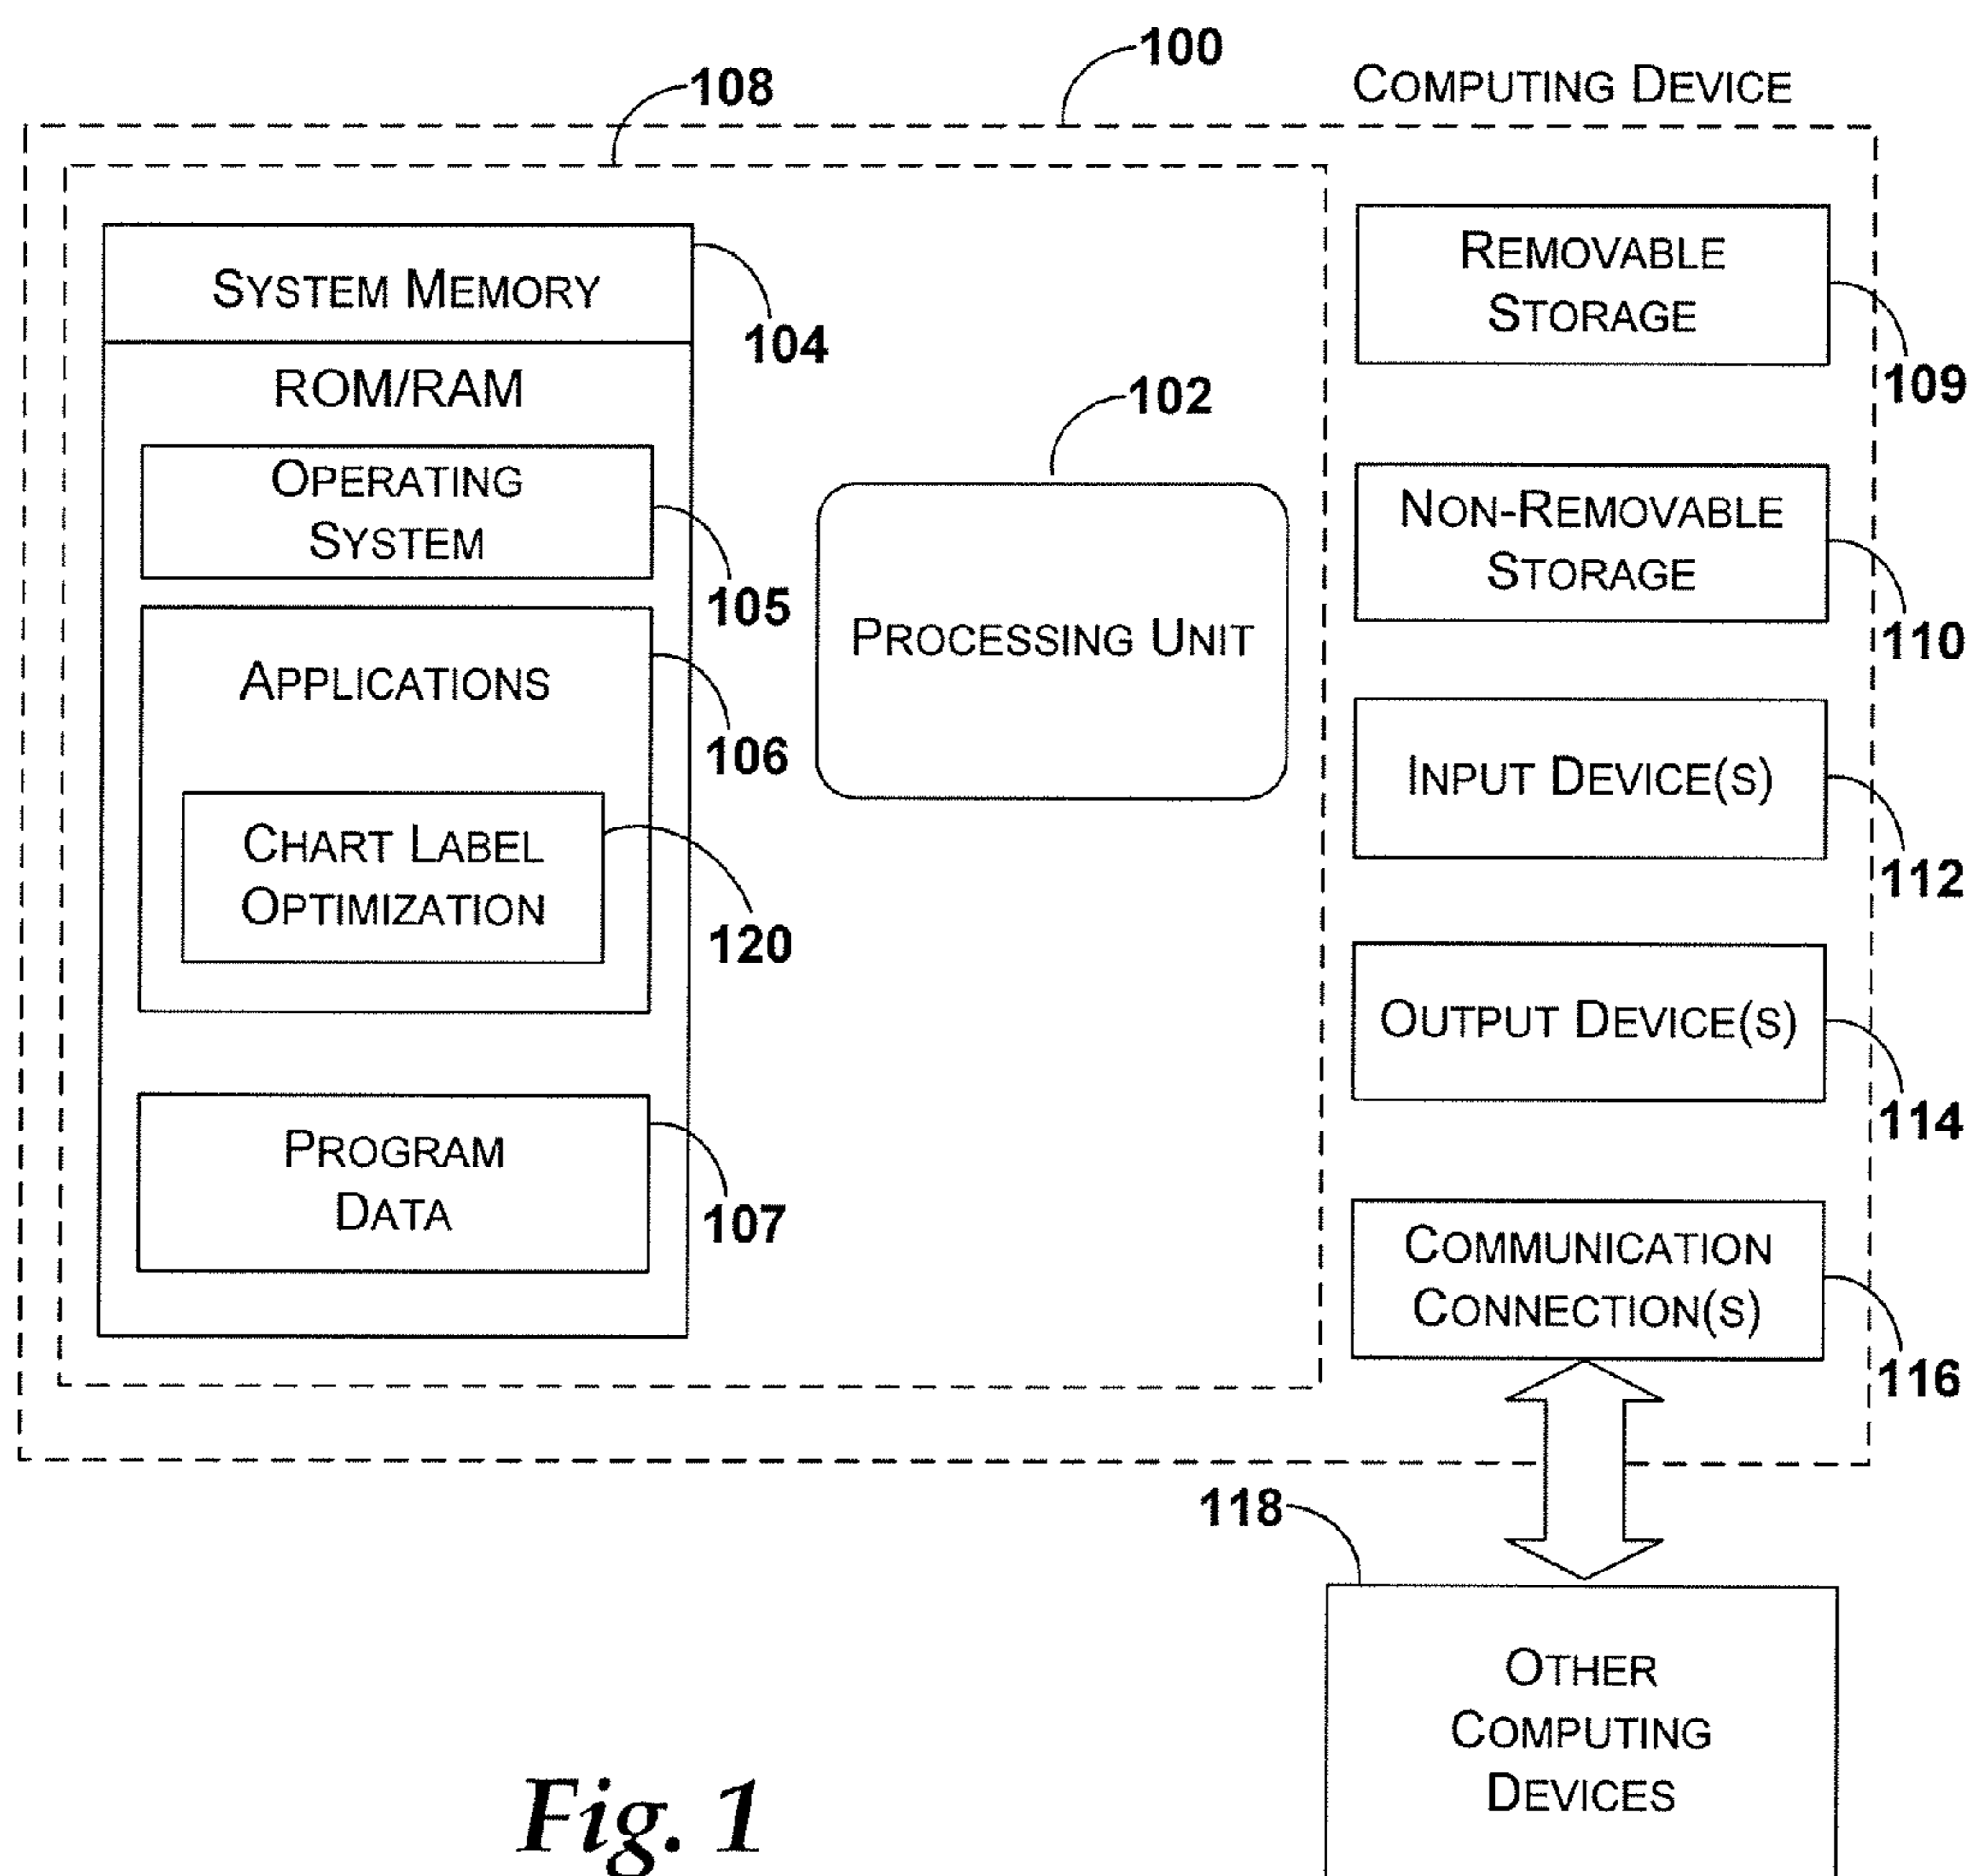 100
COMPUTING DEVICE
108
SYSTEM MEMORY
104
ROM/RAM
OPERATING
SYSTEM
105
APPLICATIONS
106
CHART LABEL
OPTIMIZATION
120
PROGRAM
DATA
107
102
PROCESSING UNIT
REMOVABLE
STORAGE
109
NON-REMOVABLE
STORAGE
110
INPUT DEVICE(S)
112
OUTPUT DEVICE(S)
114
COMMUNICATION
CONNECTION(S)
116
118
OTHER
COMPUTING
DEVICES
Fig. 1